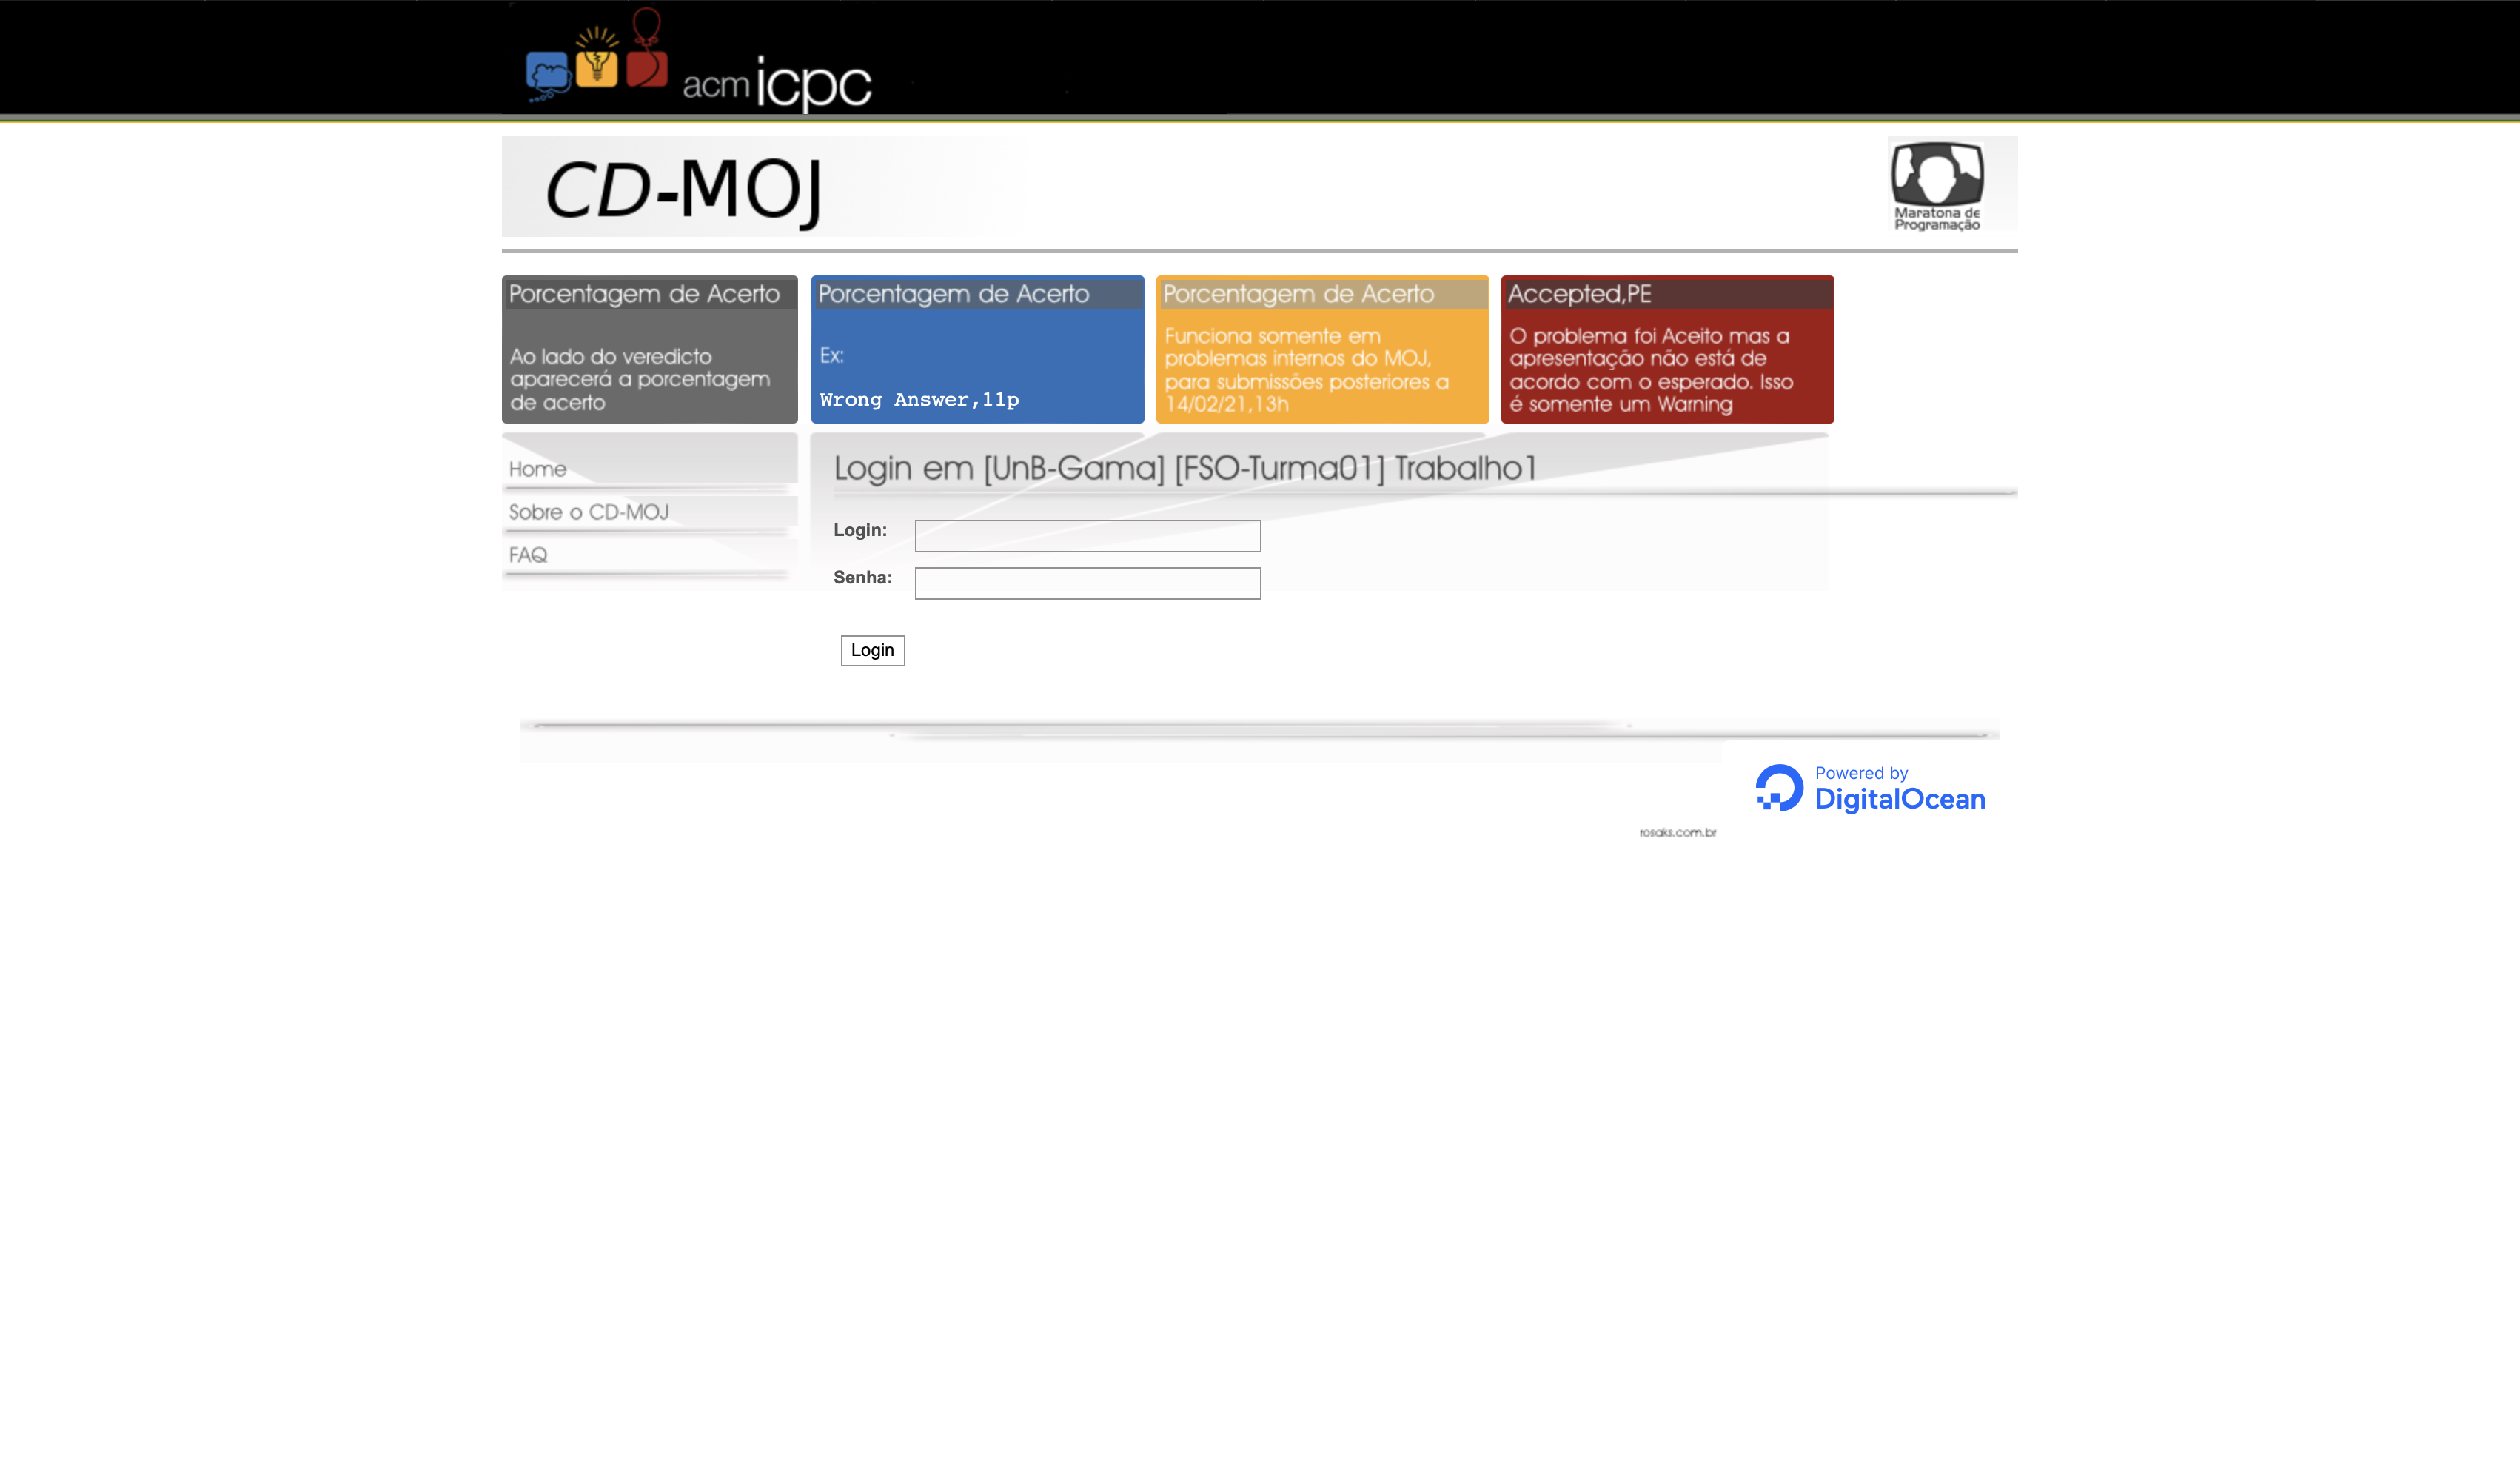 acm icpc
CD-MOJ
Maratona de
Programação
Porcentagem de Acerto
Ao lado do veredicto
aparecerá a porcentagem
de acerto
Porcentagem de Acerto
Ex:
Wrong Answer,11p
Porcentagem de Acerto
Funciona somente em
problemas internos do MOJ,
para submissões posteriores a
14/02/21,13h
Accepted,PE
O problema foi Aceito mas a
apresentação não está de
acordo com o esperado. Isso
é somente um Warning
Home
Sobre o CD-MOJ
FAQ
Login em [UnB-Gama] [FSO-Turma01] Trabalho1
Login:
Senha:
Login
Powered by
DigitalOcean
rosaks.com.br